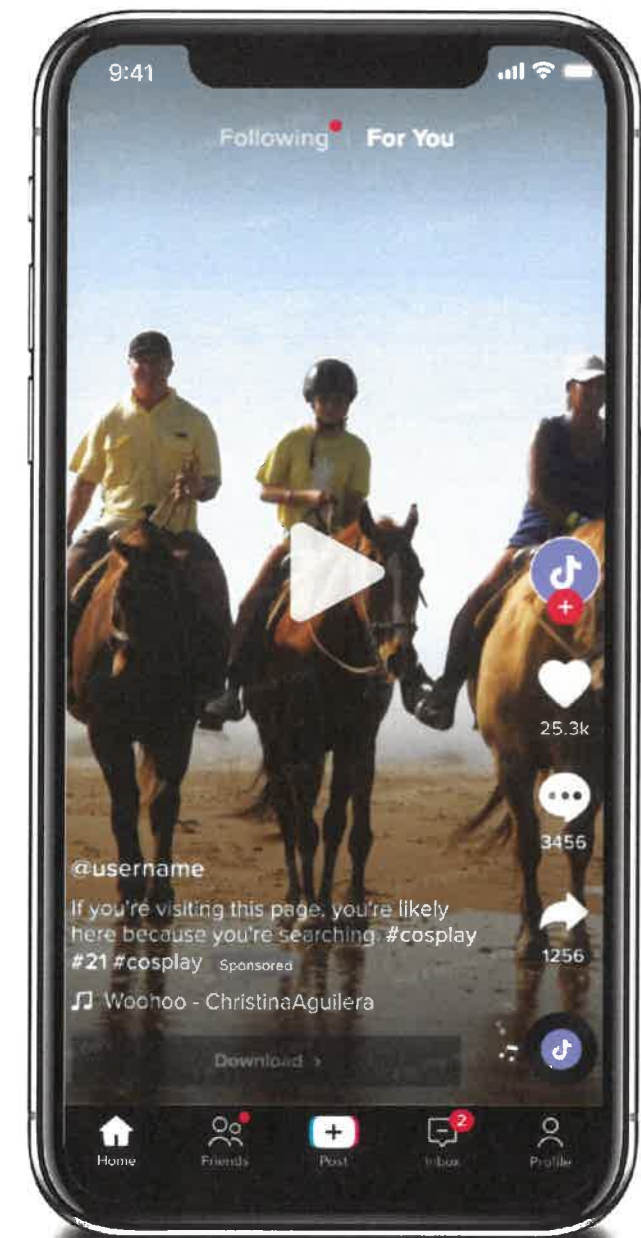 9:41
Following For You
25.3k
3456
@username
If you're visiting this page, you're likely
here because you're searching. #cosplay
#21 #cosplay Sponsored
1256
Woohoo - ChristinaAguilera
Download >
Home Friends Post Inbox 2 Profile